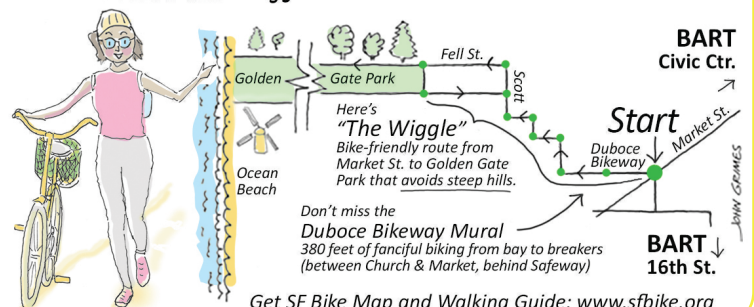 BART
Civic Ctr.
Fell St.
Golden
Gate Park
Scott
Here's
"The Wiggle"
Bike-friendly route from
Market St. to Golden Gate
Park that avoids steep hills.
Start
Market St.
Duboce
Bikeway
Ocean
Beach
JOHN GRIMES
Don't miss the
Duboce Bikeway Mural
380 feet of fanciful biking from bay to breakers
(between Church & Market, behind Safeway)
BART
16th St.
Get SF Bike Map and Walking Guide: www.sfbike.org